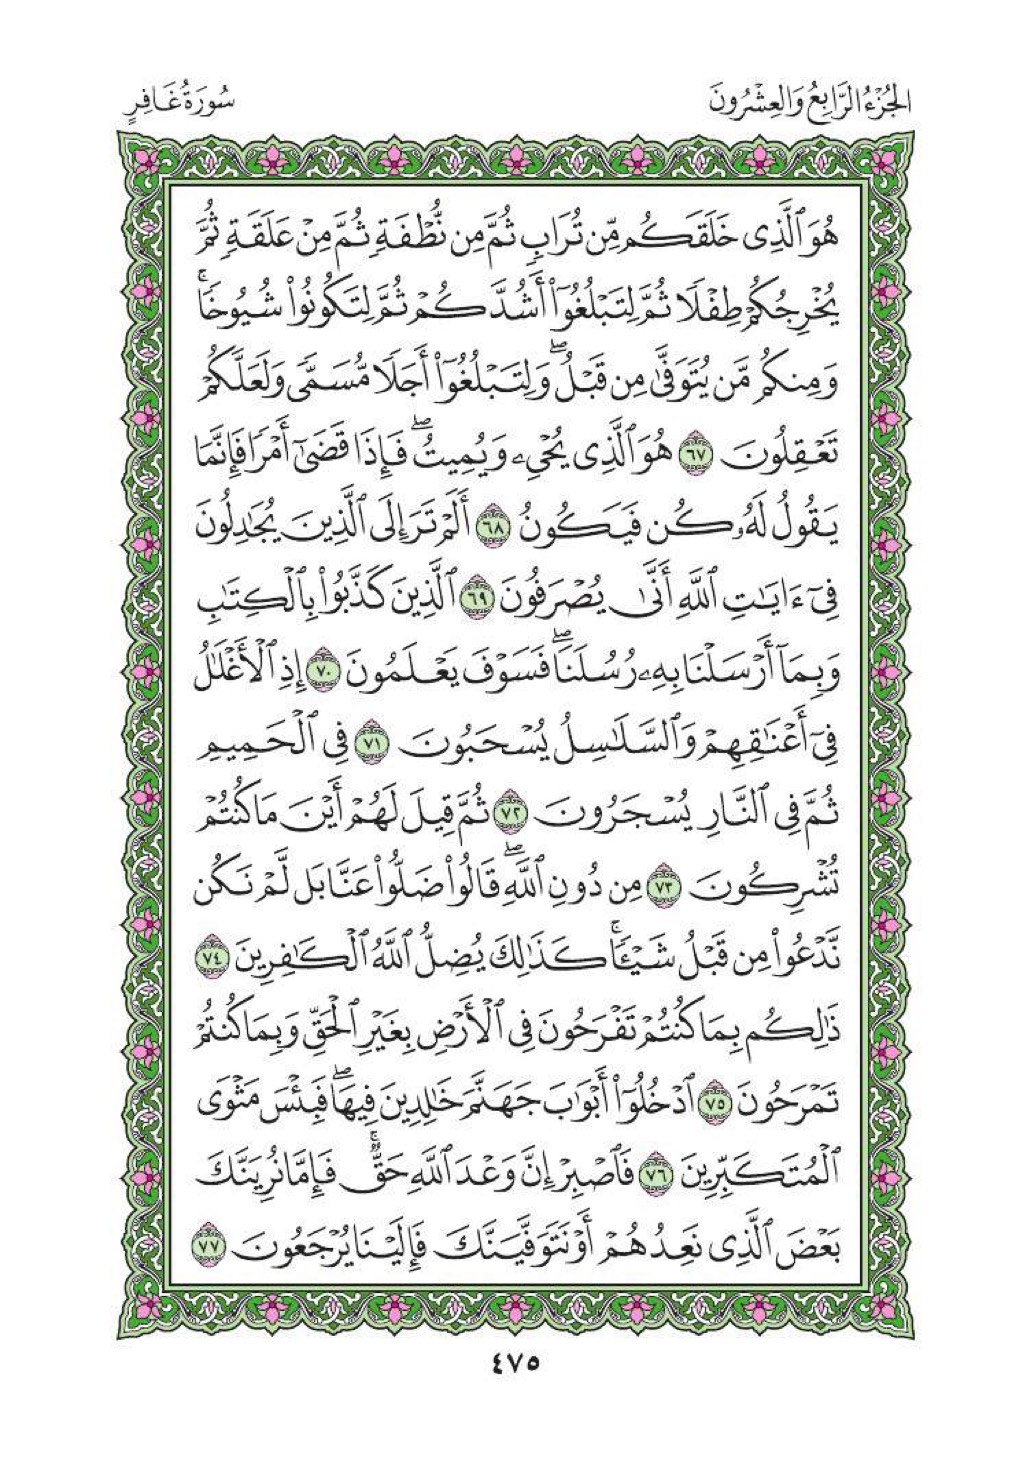 الجُزْءُ الرَّابِعُ وَالعِشْرُونَ
سُورَةُ غَافِرٍ
هُوَ ٱلَّذِى خَلَقَكُم مِّن تُرَابٍ ثُمَّ مِن نُّطْفَةٍ ثُمَّ مِنْ عَلَقَةٍ ثُمَّ
يُخْرِجُكُمْ طِفْلًا ثُمَّ لِتَبْلُغُوٓا۟ أَشُدَّكُمْ ثُمَّ لِتَكُونُوا۟ شُيُوخًا ۚ
وَمِنكُم مَّن يُتَوَفَّىٰ مِن قَبْلُ ۖ وَلِتَبْلُغُوٓا۟ أَجَلًا مُّسَمًّى وَلَعَلَّكُمْ
تَعْقِلُونَ ٦٧ هُوَ ٱلَّذِى يُحْىِۦ وَيُمِيتُ ۖ فَإِذَا قَضَىٰٓ أَمْرًا فَإِنَّمَا
يَقُولُ لَهُۥ كُن فَيَكُونُ ٦٨ أَلَمْ تَرَ إِلَى ٱلَّذِينَ يُجَٰدِلُونَ
فِىٓ ءَايَٰتِ ٱللَّهِ أَنَّىٰ يُصْرَفُونَ ٦٩ ٱلَّذِينَ كَذَّبُوا۟ بِٱلْكِتَٰبِ
وَبِمَآ أَرْسَلْنَا بِهِۦ رُسُلَنَا ۖ فَسَوْفَ يَعْلَمُونَ ٧٠ إِذِ ٱلْأَغْلَٰلُ
فِىٓ أَعْنَٰقِهِمْ وَٱلسَّلَٰسِلُ يُسْحَبُونَ ٧١ فِى ٱلْحَمِيمِ
ثُمَّ فِى ٱلنَّارِ يُسْجَرُونَ ٧٢ ثُمَّ قِيلَ لَهُمْ أَيْنَ مَا كُنتُمْ
تُشْرِكُونَ ٧٣ مِن دُونِ ٱللَّهِ ۖ قَالُوا۟ ضَلُّوا۟ عَنَّا بَل لَّمْ نَكُن
نَّدْعُوا۟ مِن قَبْلُ شَيْـًٔا ۚ كَذَٰلِكَ يُضِلُّ ٱللَّهُ ٱلْكَٰفِرِينَ ٧٤
ذَٰلِكُم بِمَا كُنتُمْ تَفْرَحُونَ فِى ٱلْأَرْضِ بِغَيْرِ ٱلْحَقِّ وَبِمَا كُنتُمْ
تَمْرَحُونَ ٧٥ ٱدْخُلُوٓا۟ أَبْوَٰبَ جَهَنَّمَ خَٰلِدِينَ فِيهَا ۖ فَبِئْسَ مَثْوَى
ٱلْمُتَكَبِّرِينَ ٧٦ فَٱصْبِرْ إِنَّ وَعْدَ ٱللَّهِ حَقٌّ ۚ فَإِمَّا نُرِيَنَّكَ
بَعْضَ ٱلَّذِى نَعِدُهُمْ أَوْ نَتَوَفَّيَنَّكَ فَإِلَيْنَا يُرْجَعُونَ ٧٧
٤٧٥